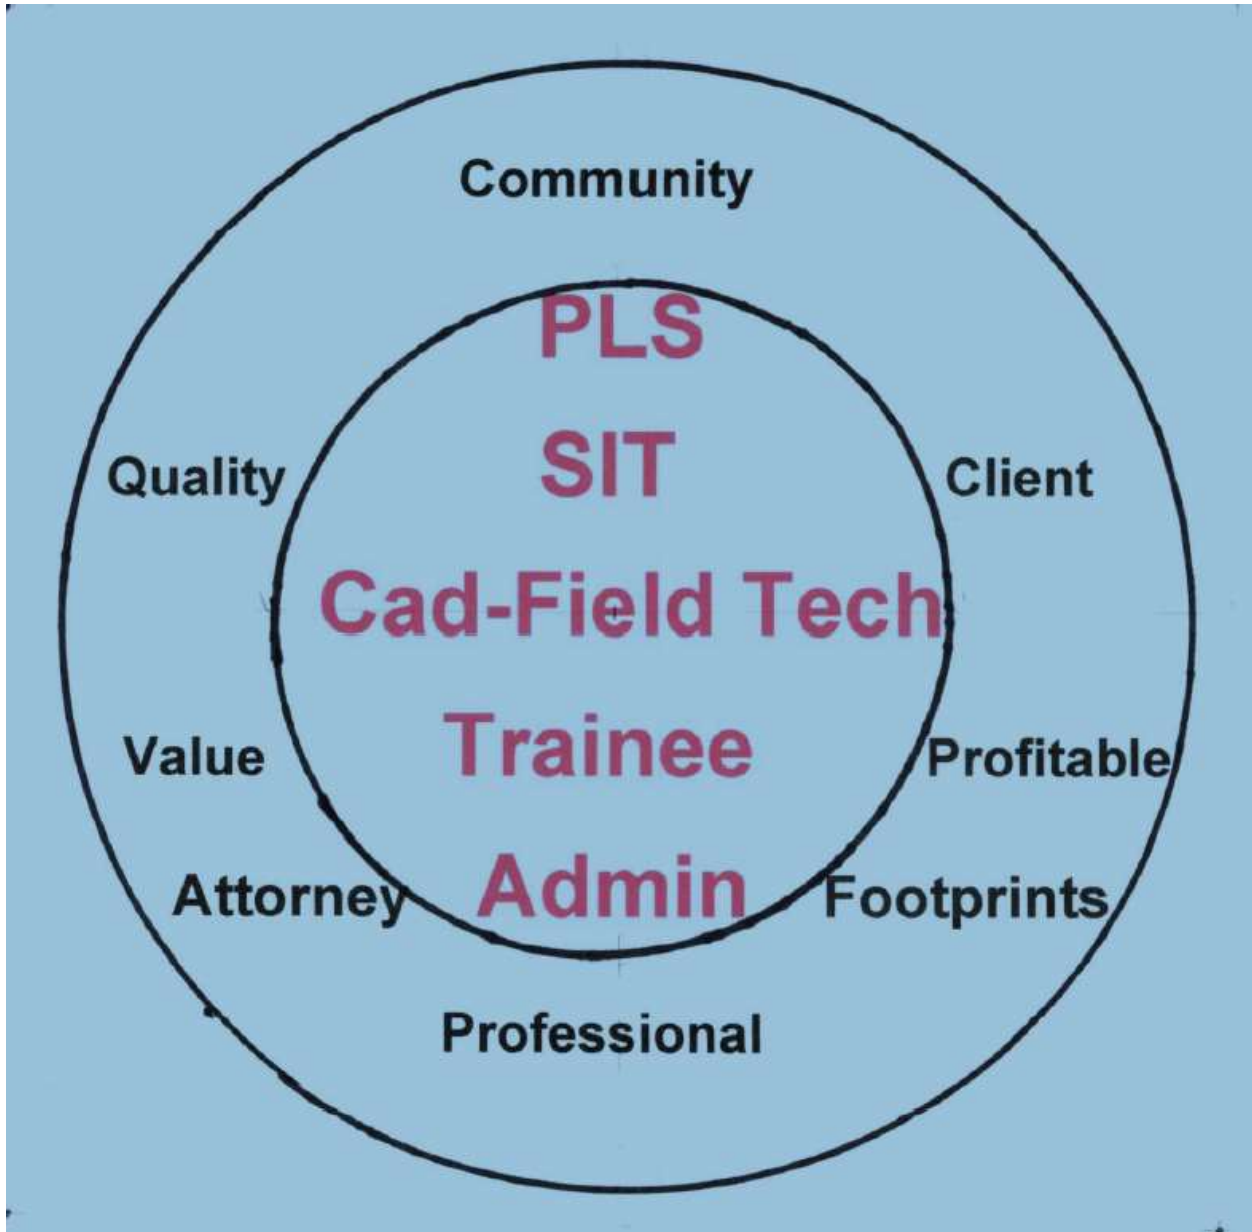 Community
PLS
SIT
Quality
Client
Cad-Field Tech
Trainee
Value
Profitable
Admin
Attorney
Footprints
Professional